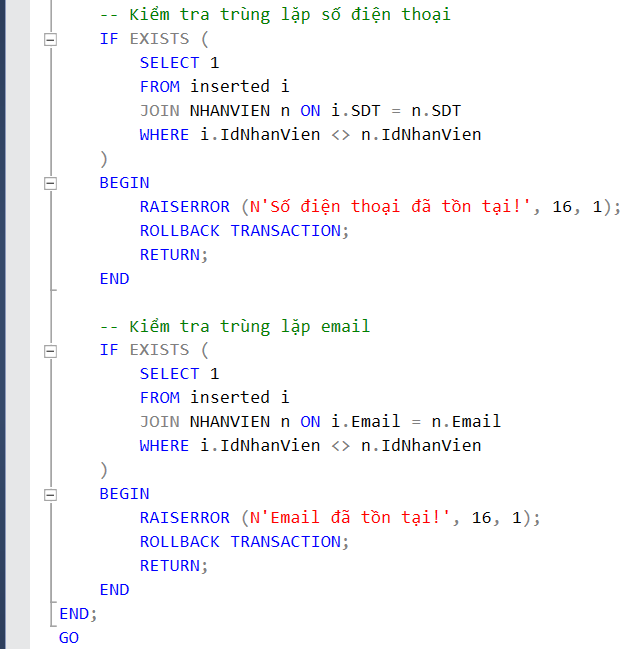 -- Kiểm tra trùng lặp số điện thoại
IF EXISTS (
SELECT 1
FROM inserted i
JOIN NHANVIEN n ON i.SDT = n.SDT
WHERE i.IdNhanVien <> n.IdNhanVien
)
BEGIN
RAISERROR (N'Số điện thoại đã tồn tại!', 16, 1);
ROLLBACK TRANSACTION;
RETURN;
END
-- Kiểm tra trùng lặp email
IF EXISTS (
SELECT 1
FROM inserted i
JOIN NHANVIEN n ON i.Email = n.Email
WHERE i.IdNhanVien <> n.IdNhanVien
)
BEGIN
RAISERROR (N'Email đã tồn tại!', 16, 1);
ROLLBACK TRANSACTION;
RETURN;
END
END;
GO